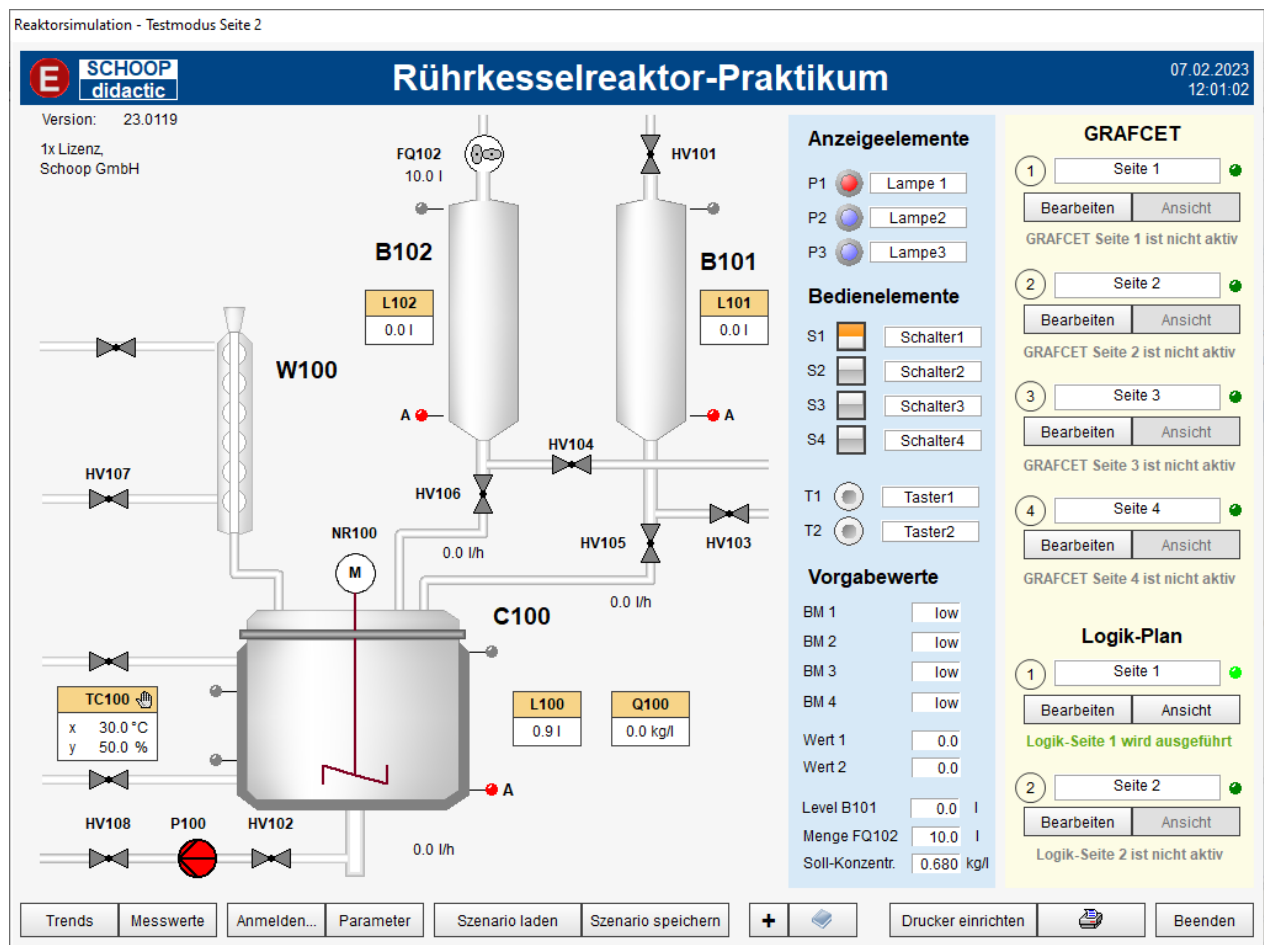 Reaktorsimulation - Testmodus Seite 2
E SCHOOP
didactic
Rührkesselreaktor-Praktikum
07.02.2023
12:01:02
Version: 23.0119
1x Lizenz,
Schoop GmbH
FQ102
10.0 l
HV101
B102
B101
L102
0.0 l
L101
0.0 l
W100
A
A
HV104
HV107
HV106
NR100
M
0.0 l/h
HV105
HV103
0.0 l/h
C100
TC100
x 30.0 °C
y 50.0 %
L100
0.9 l
Q100
0.0 kg/l
A
HV108
P100
HV102
0.0 l/h
Anzeigeelemente
P1 Lampe 1
P2 Lampe2
P3 Lampe3
Bedienelemente
S1 Schalter1
S2 Schalter2
S3 Schalter3
S4 Schalter4
T1 Taster1
T2 Taster2
Vorgabewerte
BM 1 low
BM 2 low
BM 3 low
BM 4 low
Wert 1 0.0
Wert 2 0.0
Level B101 0.0 l
Menge FQ102 10.0 l
Soll-Konzentr. 0.680 kg/l
GRAFCET
1 Seite 1
Bearbeiten Ansicht
GRAFCET Seite 1 ist nicht aktiv
2 Seite 2
Bearbeiten Ansicht
GRAFCET Seite 2 ist nicht aktiv
3 Seite 3
Bearbeiten Ansicht
GRAFCET Seite 3 ist nicht aktiv
4 Seite 4
Bearbeiten Ansicht
GRAFCET Seite 4 ist nicht aktiv
Logik-Plan
1 Seite 1
Bearbeiten Ansicht
Logik-Seite 1 wird ausgeführt
2 Seite 2
Bearbeiten Ansicht
Logik-Seite 2 ist nicht aktiv
Trends Messwerte Anmelden... Parameter Szenario laden Szenario speichern + Drucker einrichten Beenden